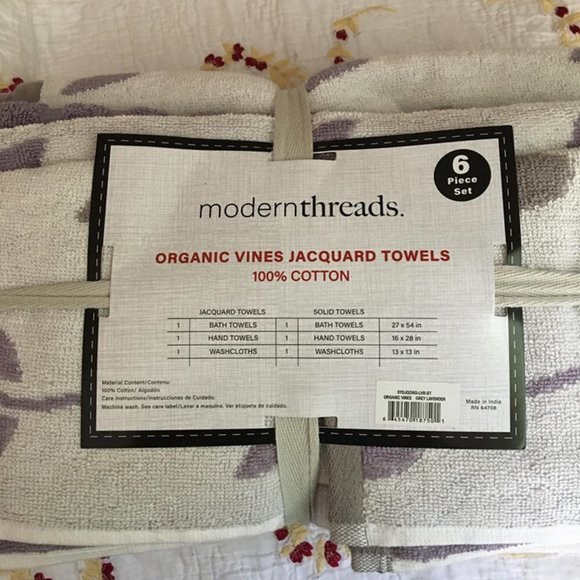 6
Piece
Set
modernthreads.
ORGANIC VINES JACQUARD TOWELS
100% COTTON
JACQUARD TOWELS SOLID TOWELS
1 BATH TOWELS 1 BATH TOWELS 27 x 54 in
1 HAND TOWELS 1 HAND TOWELS 16 x 28 in
1 WASHCLOTHS 1 WASHCLOTHS 13 x 13 in
Material Content/Contenu:
100% Cotton/ Algodón
Care Instructions/Instrucciones de Cuidado:
Machine wash. See care label/Lavar a maquina. Ver etiqueta de cuidado.
ORGANIC VINES GREY LAVENDER
Made in India
RN 64708